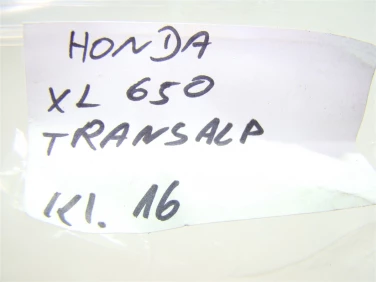 HONDA
XL 650
TRANSALP
Kl. 16